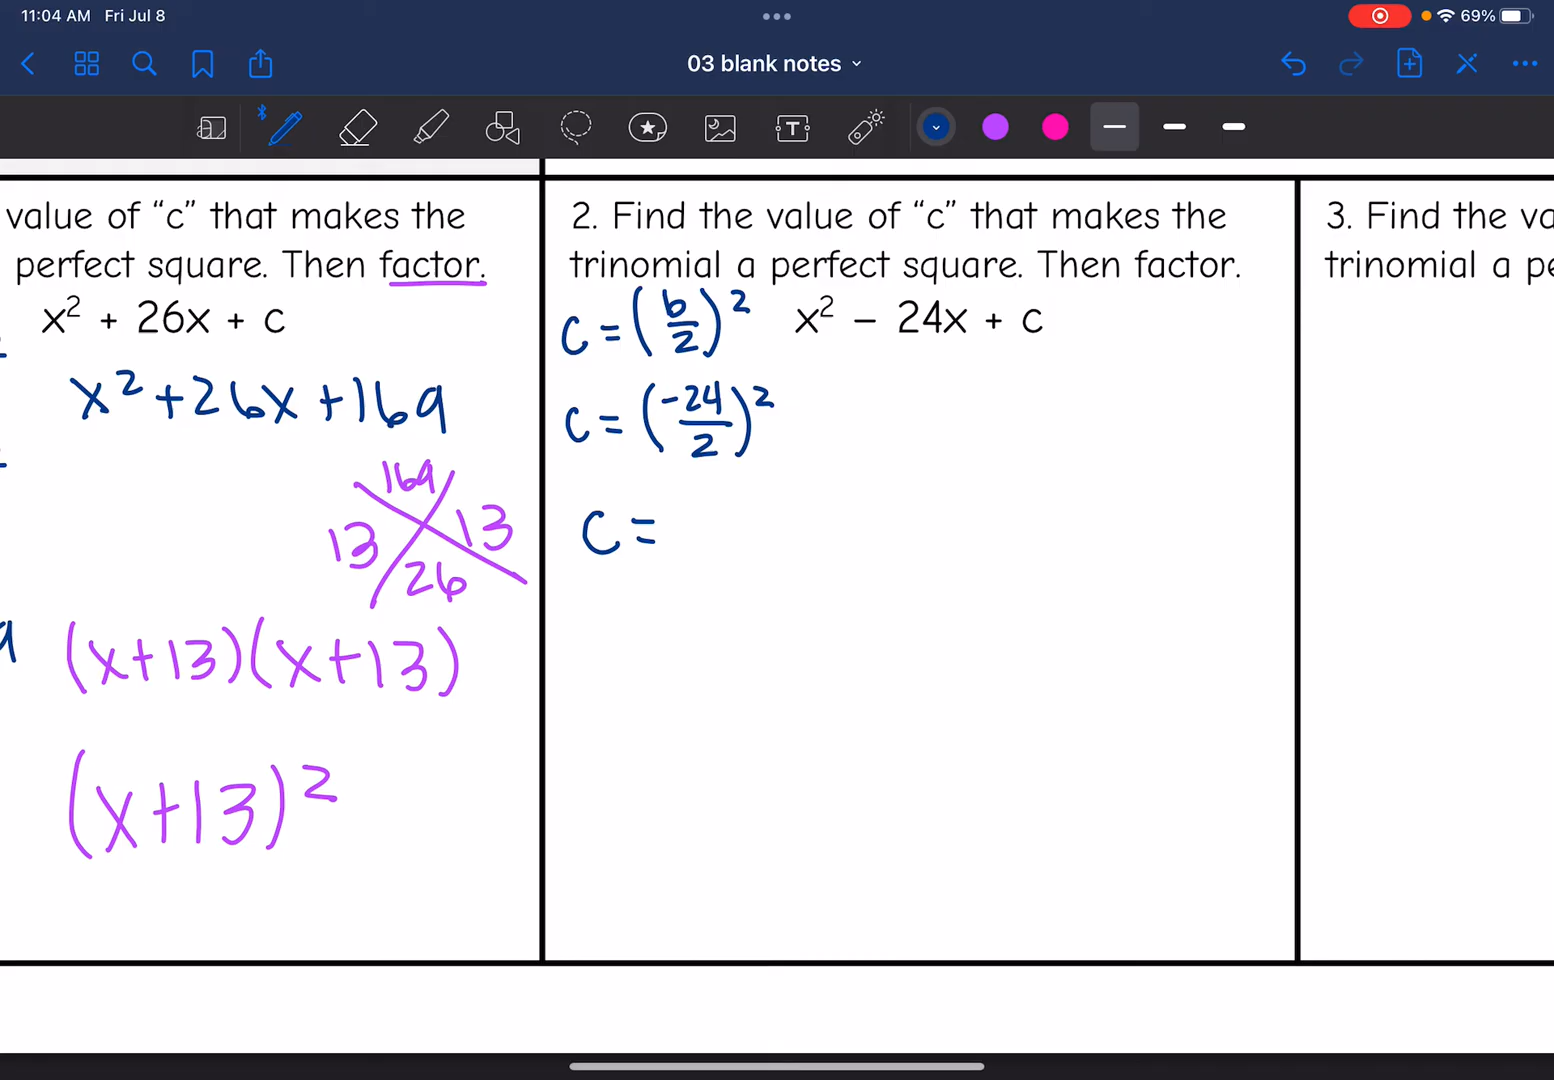 11:04 AM Fri Jul 8
69%
03 blank notes
value of “c” that makes the
perfect square. Then factor.
x² + 26x + c
x² + 26x + 169
169
13 13
26
(x+13)(x+13)
(x+13)²
2. Find the value of “c” that makes the
trinomial a perfect square. Then factor.
x² − 24x + c
c = (b/2)²
c = (-24/2)²
c =
3. Find the va
trinomial a pe